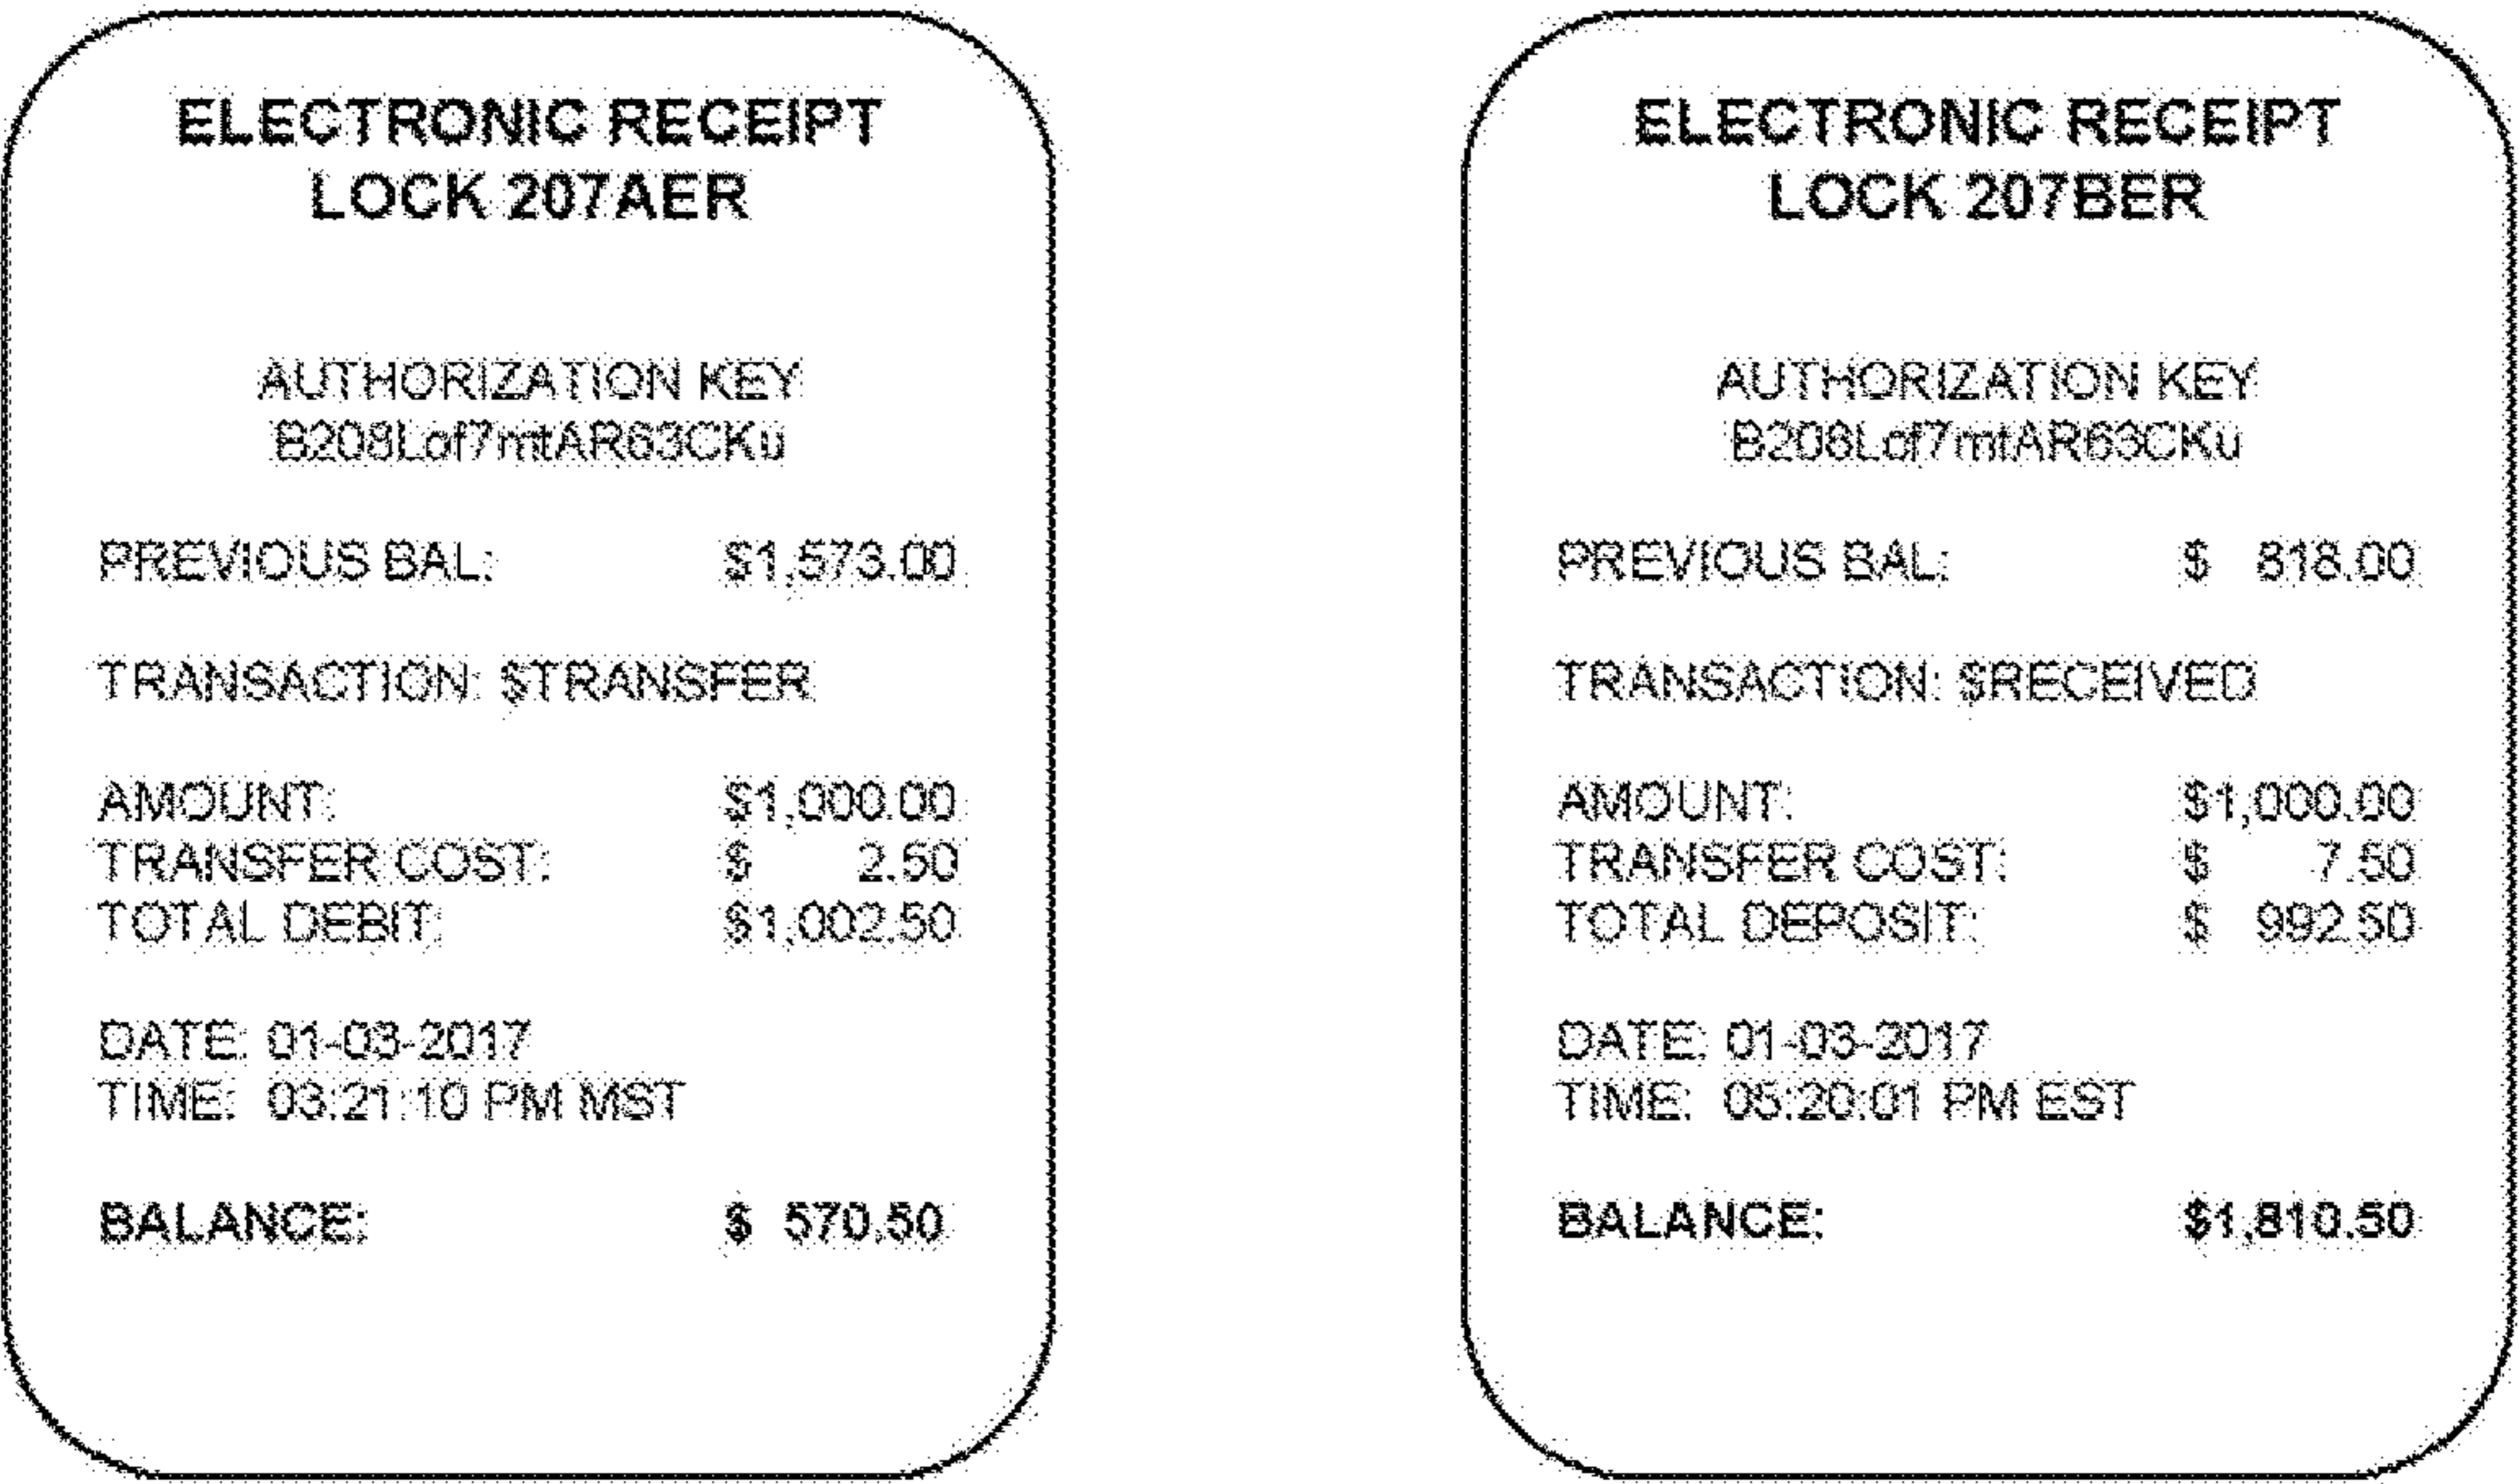 ELECTRONIC RECEIPT
LOCK 207AER
AUTHORIZATION KEY
B208Lof7mtAR63CKu
PREVIOUS BAL: $1,573.00
TRANSACTION: $TRANSFER
AMOUNT: $1,000.00
TRANSFER COST: $ 2.50
TOTAL DEBIT: $1,002.50
DATE: 01-03-2017
TIME: 03:21:10 PM MST
BALANCE: $ 570.50
ELECTRONIC RECEIPT
LOCK 207BER
AUTHORIZATION KEY
B208Lof7mtAR63CKu
PREVIOUS BAL: $ 818.00
TRANSACTION: $RECEIVED
AMOUNT: $1,000.00
TRANSFER COST: $ 7.50
TOTAL DEPOSIT: $ 992.50
DATE: 01-03-2017
TIME: 05:20:01 PM EST
BALANCE: $1,810.50